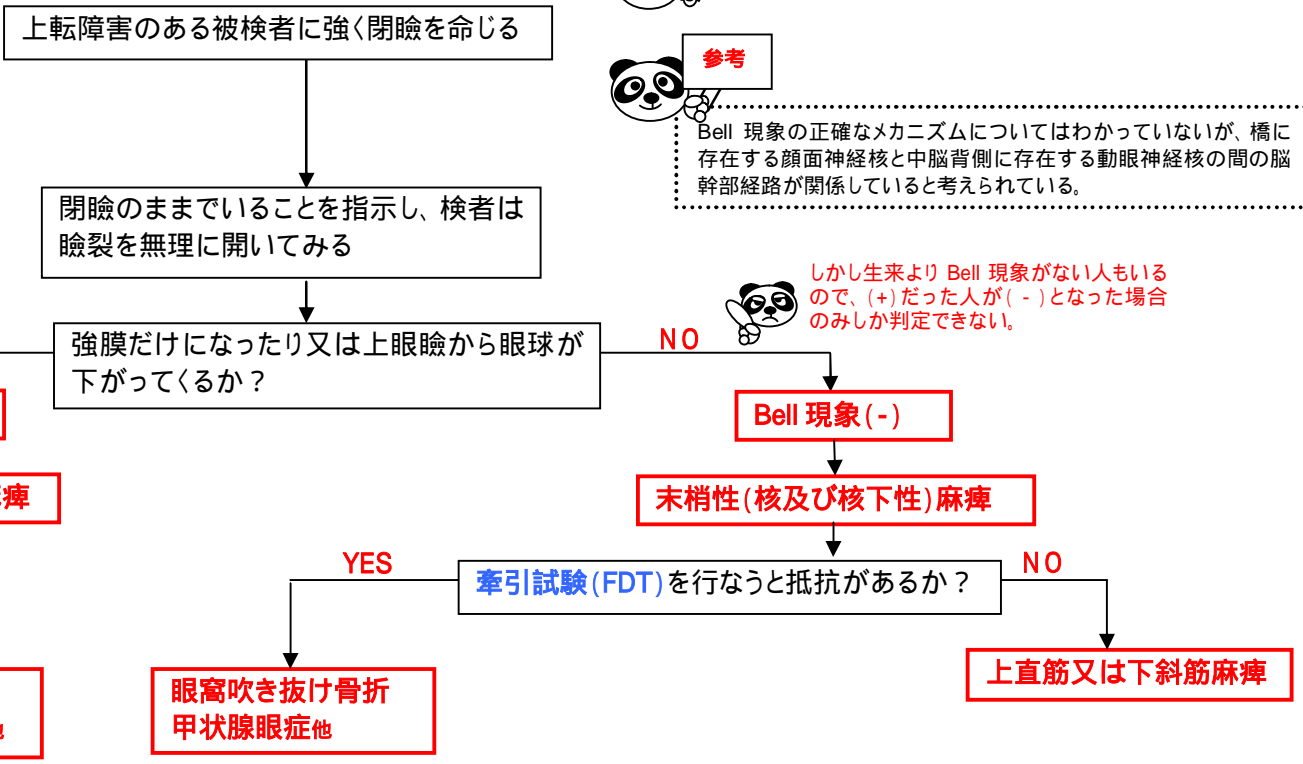 上転障害のある被検者に強く閉瞼を命じる
参考
Bell 現象の正確なメカニズムについてはわかっていないが、橋に
存在する顔面神経核と中脳背側に存在する動眼神経核の間の脳
幹部経路が関係していると考えられている。
閉瞼のままでいることを指示し、検者は
瞼裂を無理に開いてみる
しかし生来より Bell 現象がない人もいる
ので、(+)だった人が( - )となった場合
のみしか判定できない。
強膜だけになったり又は上眼瞼から眼球が
下がってくるか?
NO
Bell 現象(-)
痺
末梢性(核及び核下性)麻痺
YES
牽引試験(FDT)を行なうと抵抗があるか?
NO
眼窩吹き抜け骨折
甲状腺眼症他
上直筋又は下斜筋麻痺